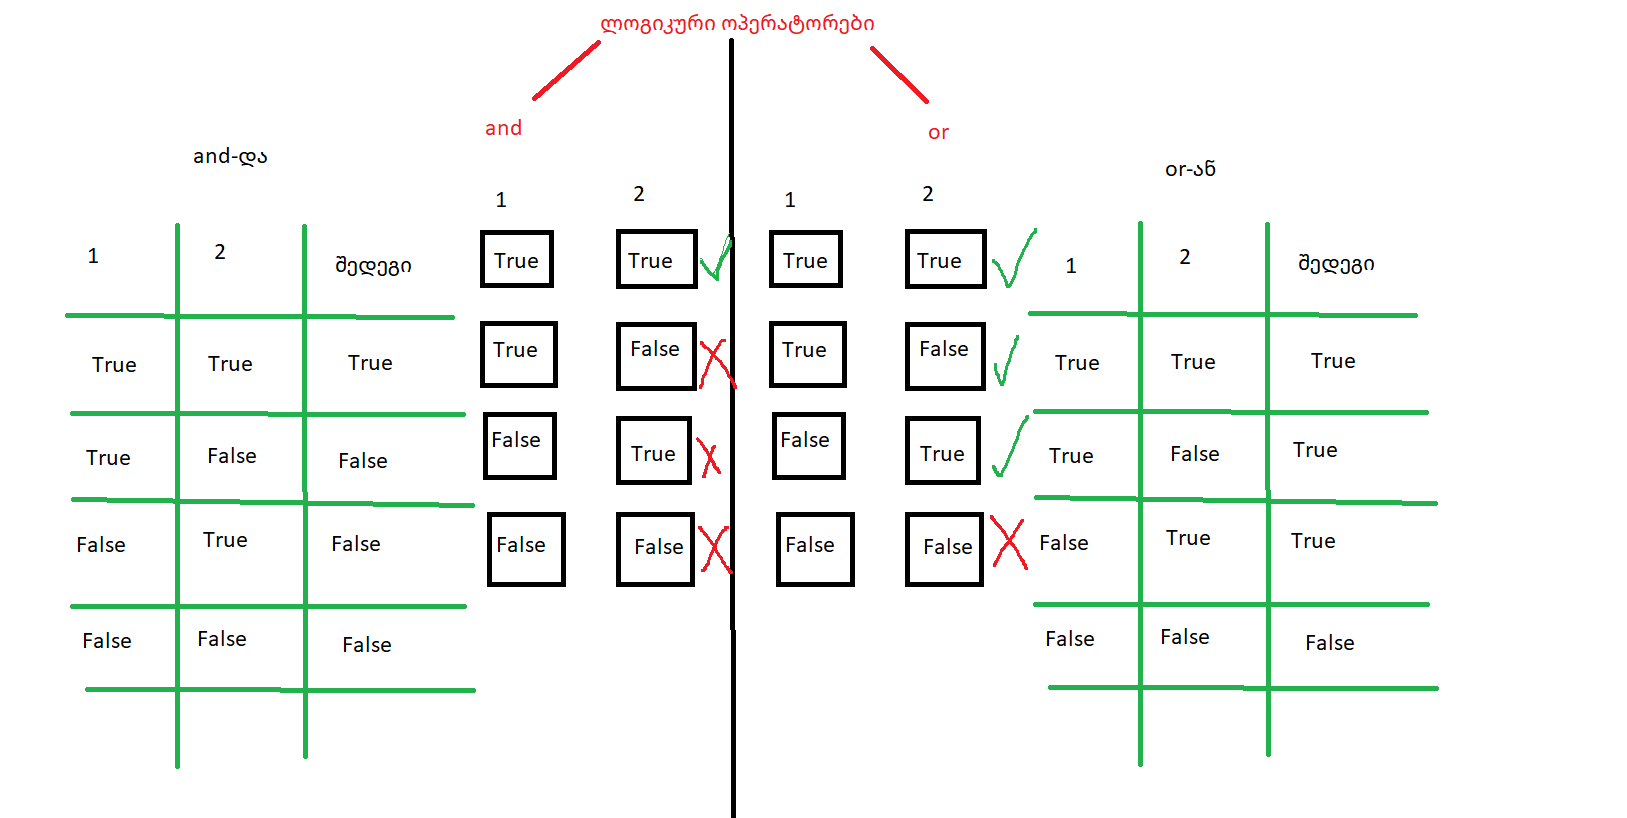 ლოგიკური ოპერატორები
and
or
and-და
1 2 შედეგი
True True True
True False False
False True False
False False False
1 2
True True
True False
False True
False False
1 2
True True
True False
False True
False False
or-ან
1 2 შედეგი
True True True
True False True
False True True
False False False